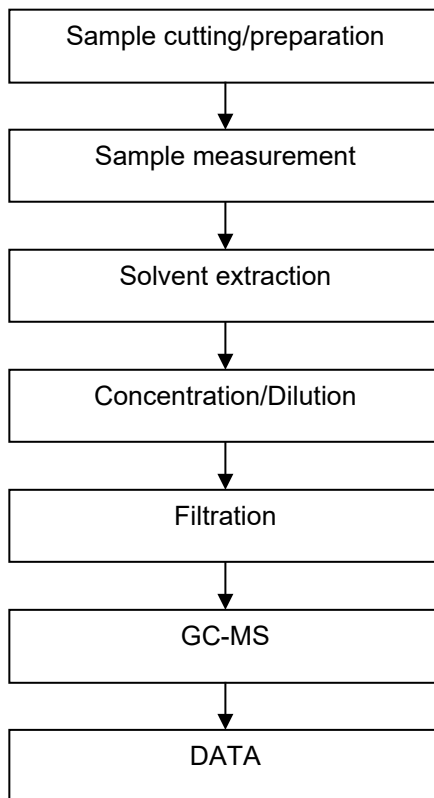 Sample cutting/preparation
Sample measurement
Solvent extraction
Concentration/Dilution
Filtration
GC-MS
DATA